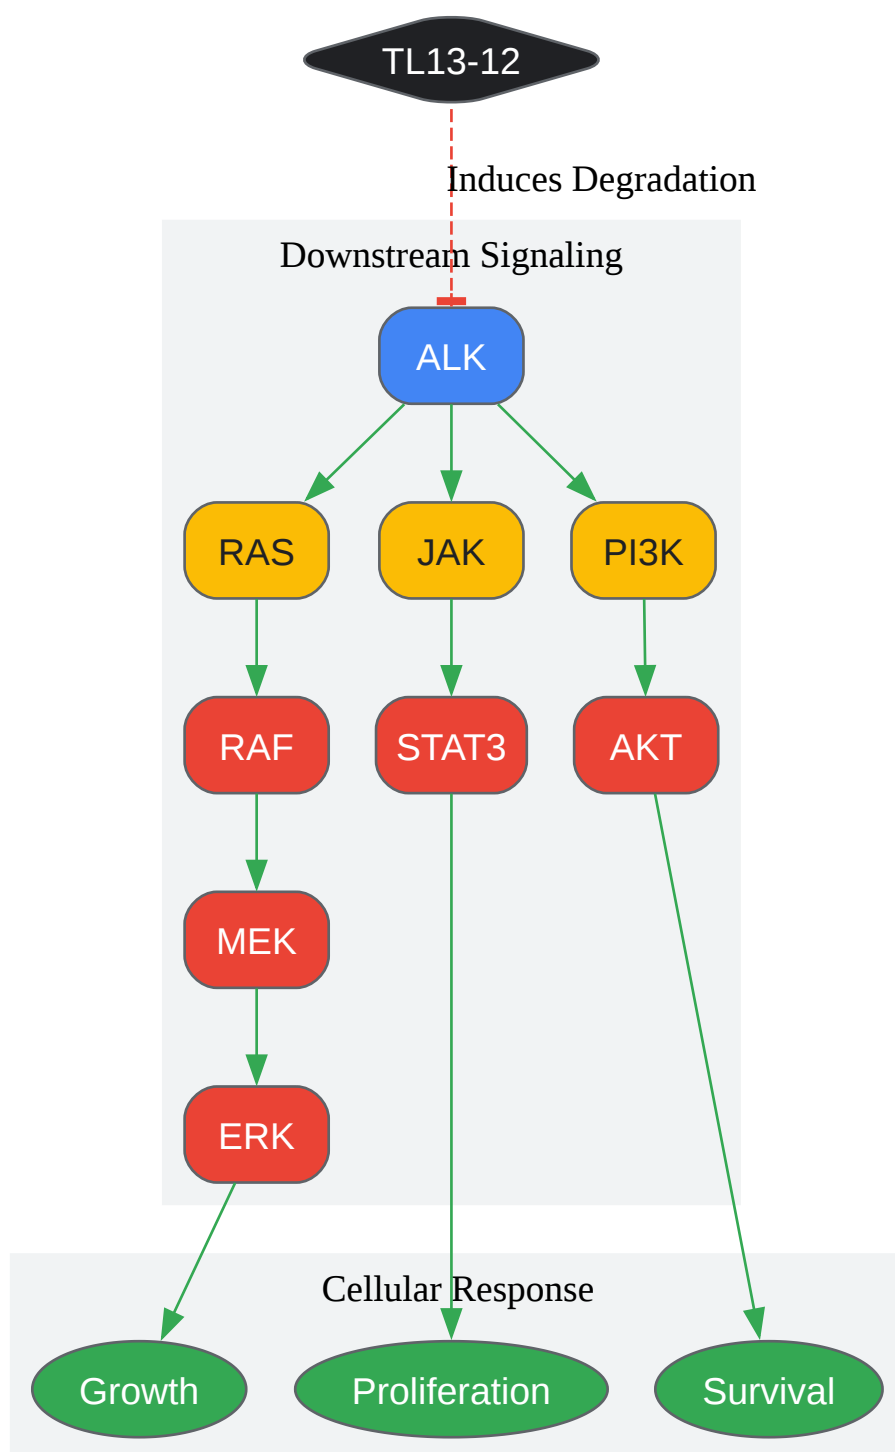 TL13-12
Induces Degradation
Downstream Signaling
ALK
RAS JAK PI3K
RAF STAT3 AKT
MEK
ERK
Cellular Response
Growth Proliferation Survival